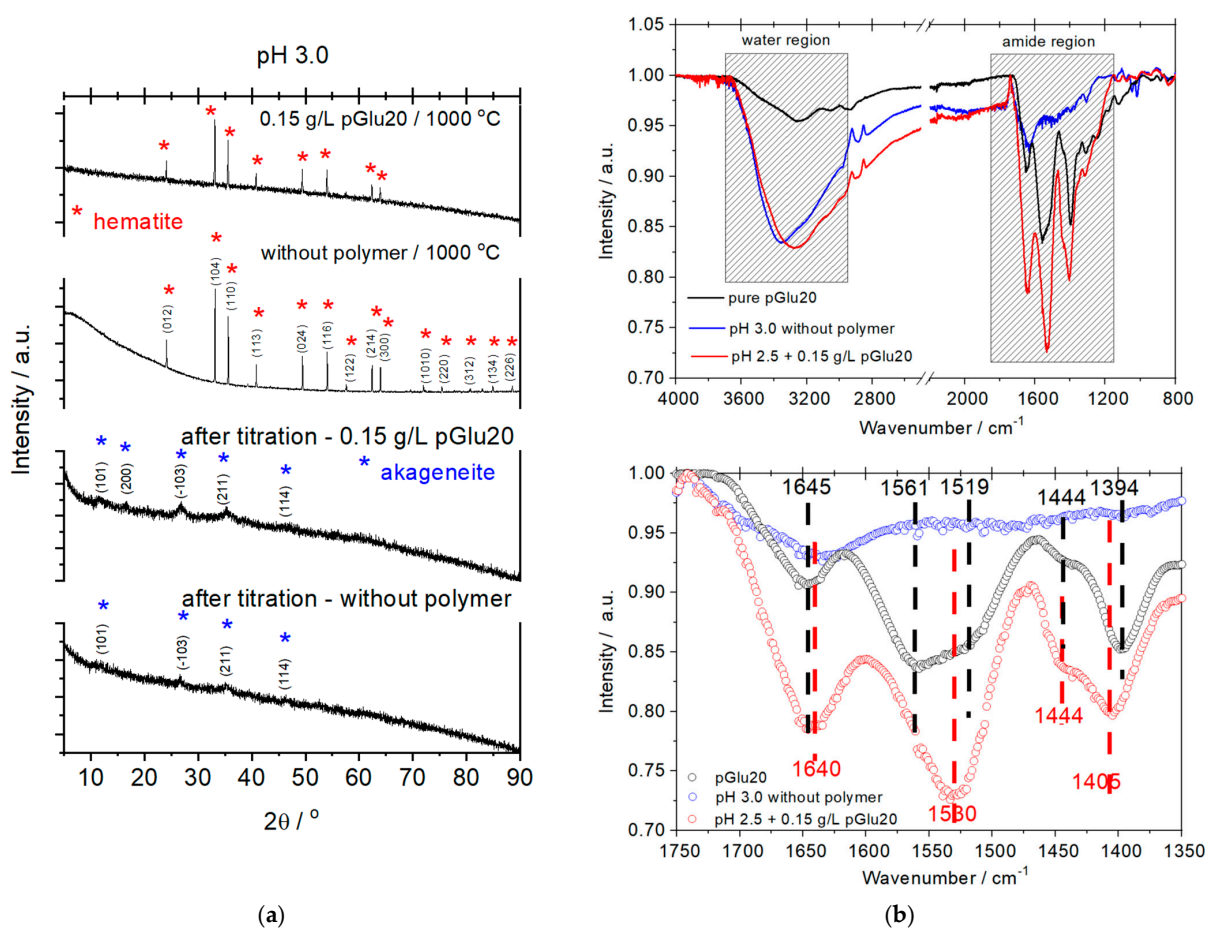 pH 3.0
0.15 g/L pGlu20 / 1000 °C
* * * * * * * * *
* hematite
without polymer / 1000 °C
(012) (104) (110) (113) (024) (116) (122) (214) (300) (1010) (220) (312) (134) (226)
after titration - 0.15 g/L pGlu20
* akageneite
(101) (200) (-103) (211) (114)
after titration - without polymer
(101) (-103) (211) (114)
10 20 30 40 50 60 70 80 90
2θ / °
Intensity / a.u.
(a)
1.05
1.00
0.95
0.90
0.85
0.80
0.75
0.70
Intensity / a.u.
water region
amide region
pure pGlu20
pH 3.0 without polymer
pH 2.5 + 0.15 g/L pGlu20
4000 3600 3200 2800 2000 1600 1200 800
Wavenumber / cm⁻¹
1.00
0.95
0.90
0.85
0.80
0.75
0.70
Intensity / a.u.
1645 1561 1519 1444 1394
1640 1530 1444 1405
pGlu20
pH 3.0 without polymer
pH 2.5 + 0.15 g/L pGlu20
1750 1700 1650 1600 1550 1500 1450 1400 1350
Wavenumber / cm⁻¹
(b)